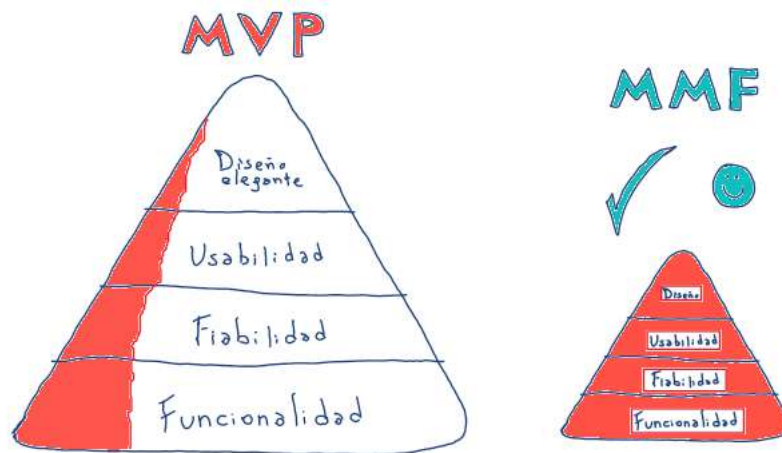 MVP
Diseño
elegante
Usabilidad
Fiabilidad
Funcionalidad
MMF
Diseño
Usabilidad
Fiabilidad
Funcionalidad